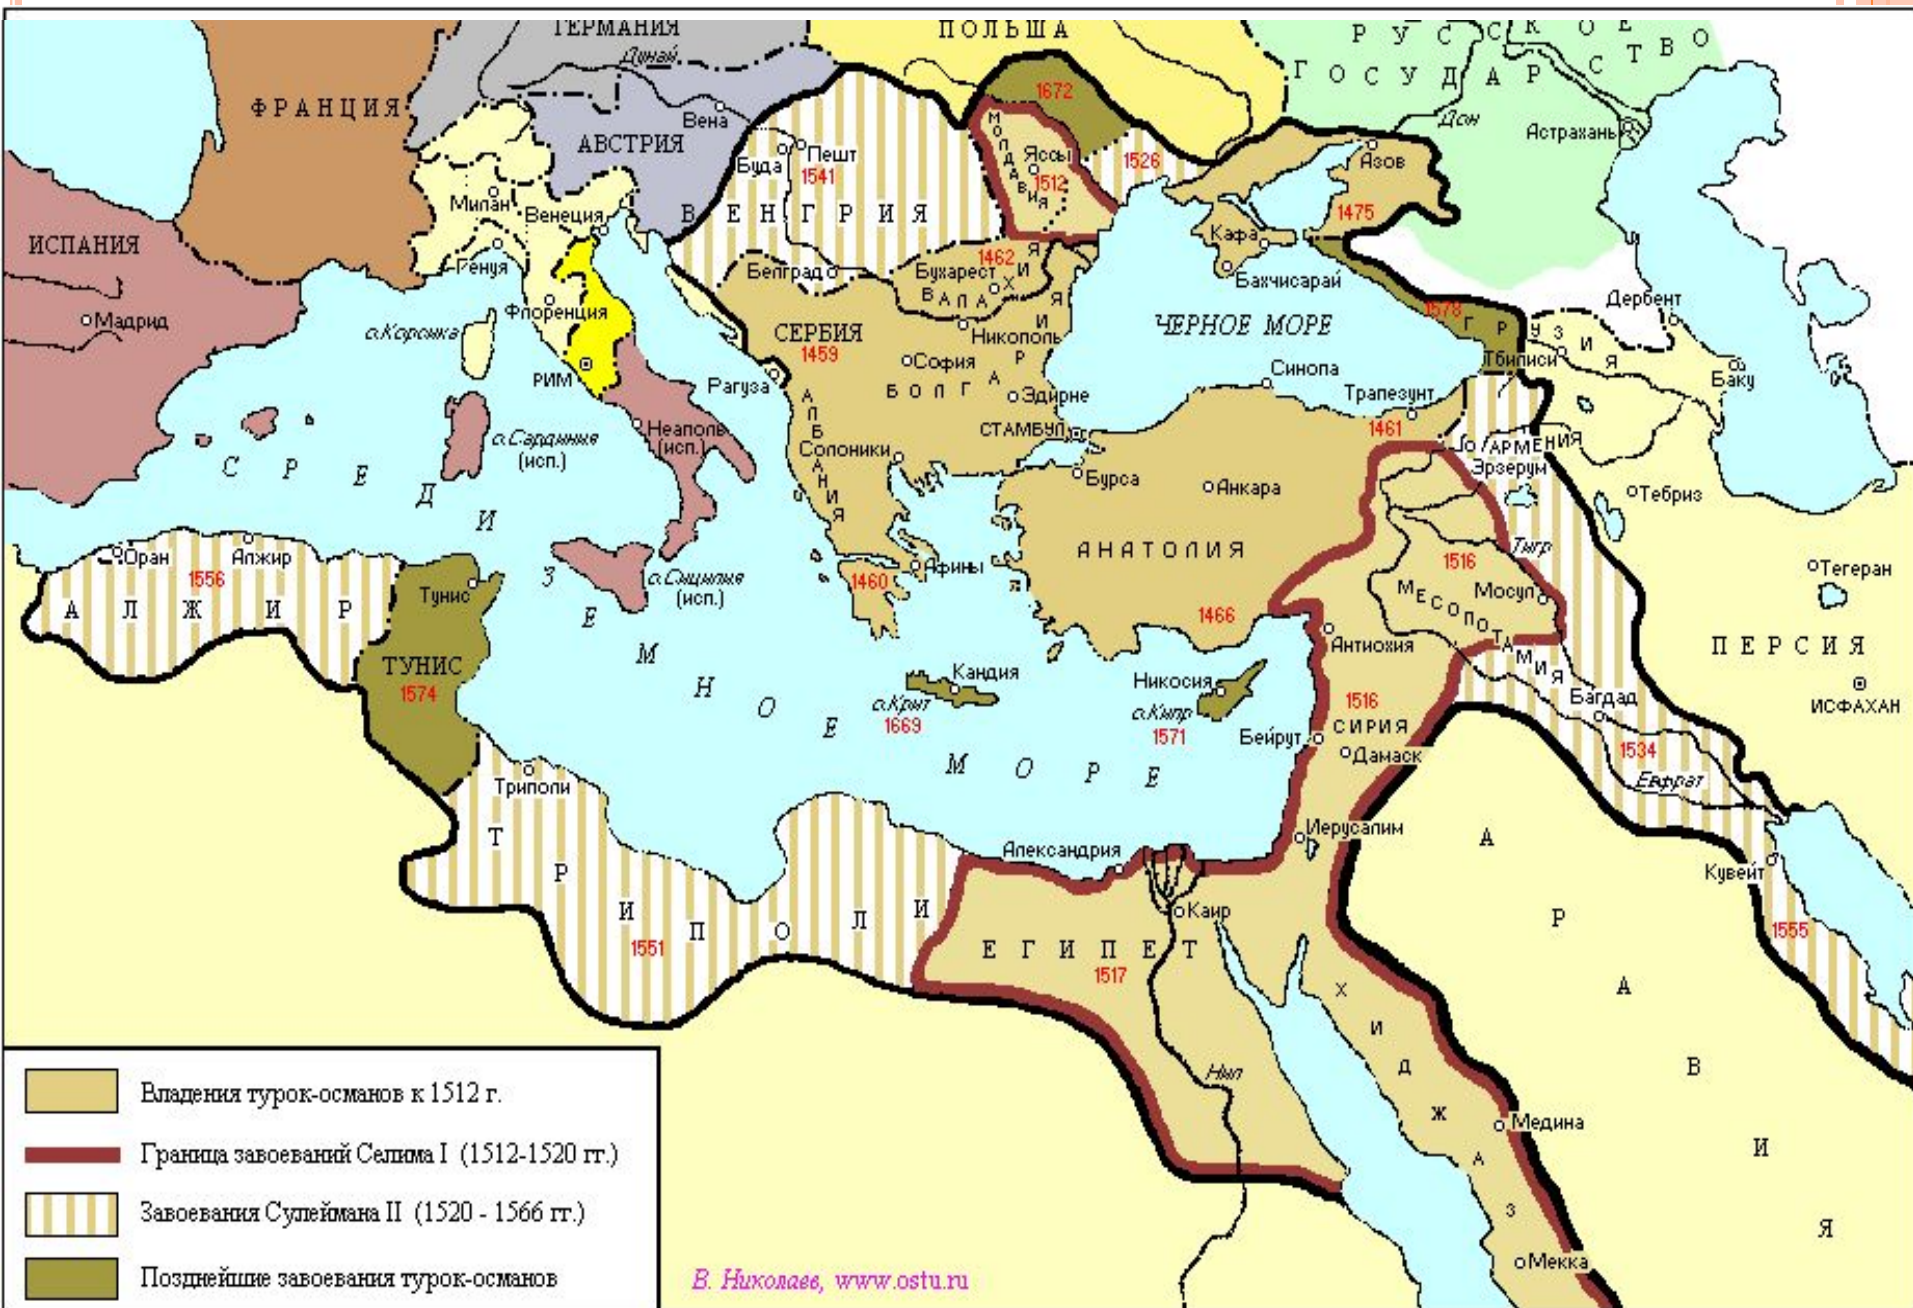 ГЕРМАНИЯ
ПОЛЬША
РУССКОЕ
ГОСУДАРСТВО
Дунай
ФРАНЦИЯ
1672
Вена
Дон
Астрахань
АВСТРИЯ
МОЛДАВИЯ
Яссы
1512
1526
Азов
Буда
Пешт
1541
Милан
Венеция
ВЕНГРИЯ
1475
ИСПАНИЯ
Кафа
Генуя
Белград
Бухарест
1462
ВАЛАХИЯ
Бахчисарай
Мадрид
о.Корсика
Флоренция
СЕРБИЯ
1459
Никополь
ЧЕРНОЕ МОРЕ
1578
ГРУЗИЯ
Дербент
РИМ
Рагуза
София
БОЛГАРИЯ
Синопа
Тбилиси
Баку
Эдирне
Трапезунт
АЛБАНИЯ
СТАМБУЛ
1461
о.Сардиния
(исп.)
Неаполь
(исп.)
Солоники
АРМЕНИЯ
Эрзерум
СРЕДИЗЕМНОЕ МОРЕ
Бурса
Анкара
Тебриз
АНАТОЛИЯ
Тигр
Оран
Алжир
1556
АЛЖИР
Тунис
о.Сицилия
(исп.)
Афины
1460
1516
Мосул
МЕСОПОТАМИЯ
Тегеран
1466
Антиохия
ПЕРСИЯ
ТУНИС
1574
Кандия
о.Крит
1669
Никосия
о.Кипр
1571
1516
СИРИЯ
Багдад
ИСФАХАН
Бейрут
Дамаск
1534
Евфрат
Триполи
Иерусалим
ТРИПОЛИ
1551
Александрия
Кувейт
АРАВИЯ
Каир
1555
ЕГИПЕТ
1517
ХИДЖАЗ
Нил
Медина
Мекка
Владения турок-османов к 1512 г.
Граница завоеваний Селима I (1512-1520 гг.)
Завоевания Сулеймана II (1520 - 1566 гг.)
Позднейшие завоевания турок-османов
В. Николаев, www.ostu.ru